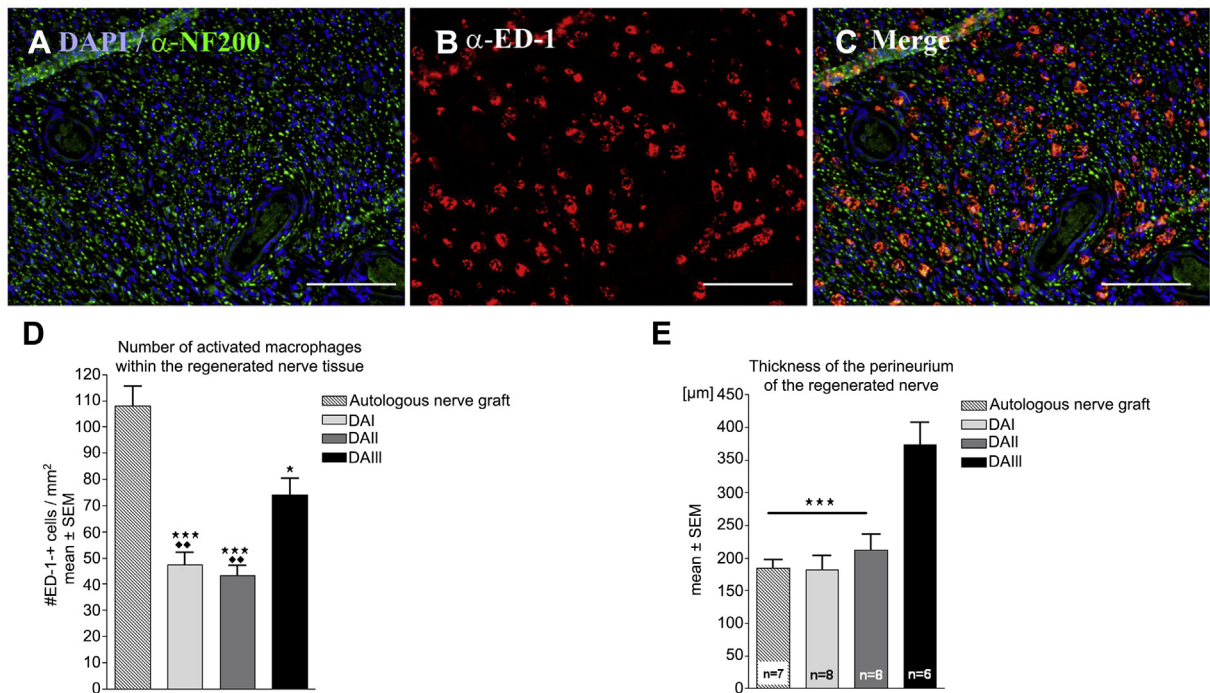 A DAPI / α-NF200
B α-ED-1
C Merge
D
Number of activated macrophages
within the regenerated nerve tissue
#ED-1-+ cells / mm²
mean ± SEM
120
110
100
90
80
70
60
50
40
30
20
10
0
★★★
◆◆
★★★
◆◆
★
Autologous nerve graft
DAI
DAII
DAIII
E
Thickness of the perineurium
of the regenerated nerve
[µm]
mean ± SEM
450
400
350
300
250
200
150
100
50
0
★★★
n=7
n=8
n=8
n=6
Autologous nerve graft
DAI
DAII
DAIII